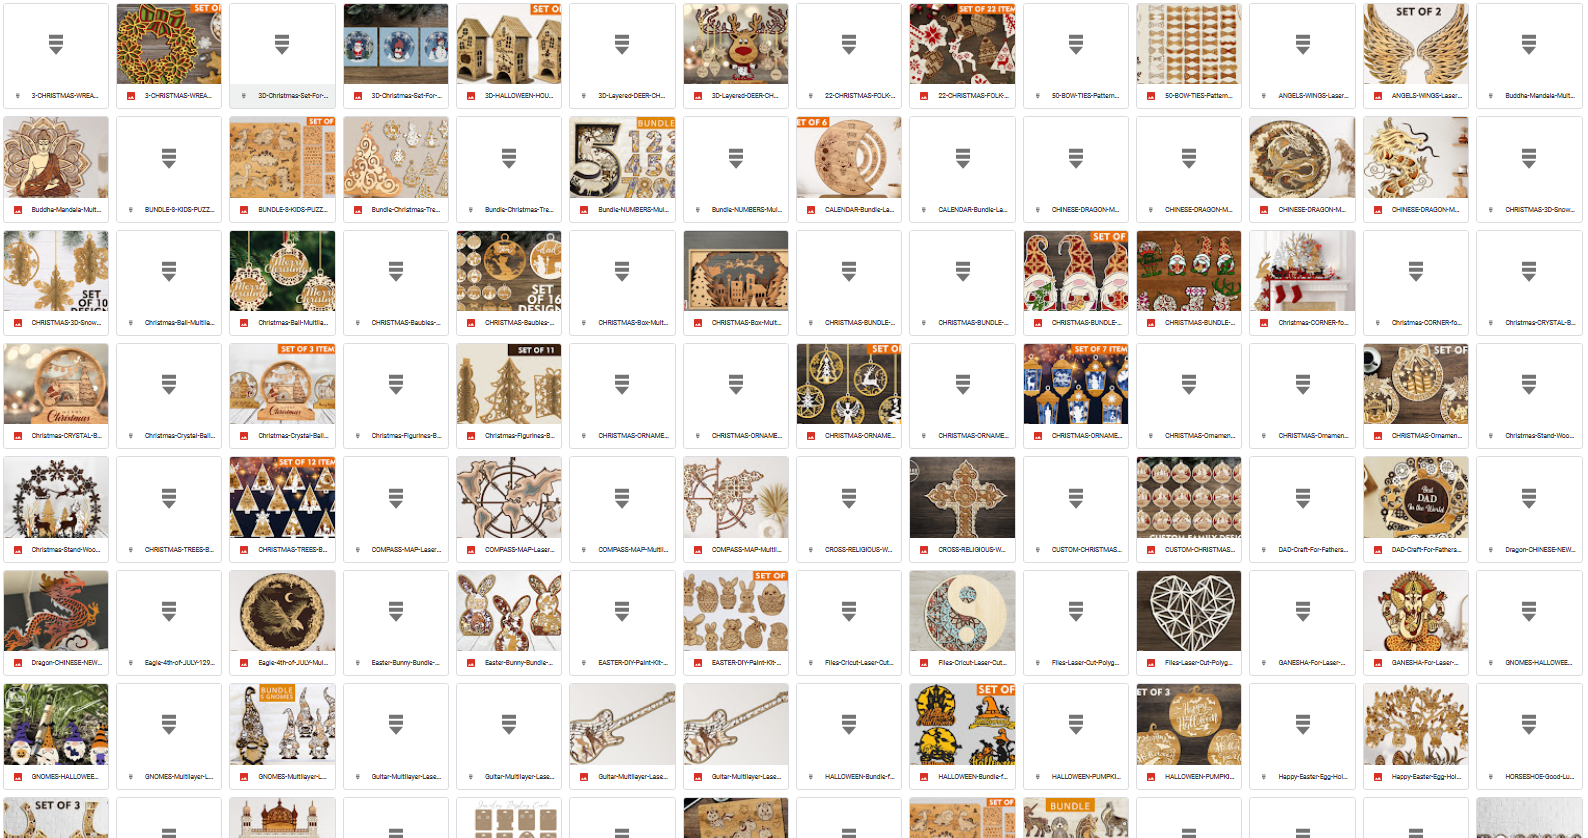 SET OF
SET OF 22 ITEM
SET OF 2
3-CHRISTMAS-WREA...
3-CHRISTMAS-WREA...
3D-Christmas-Set-For-...
3D-Christmas-Set-For-...
3D-HALLOWEEN-HOU...
3D-Layered-DEER-CH...
3D-Layered-DEER-CH...
22-CHRISTMAS-FOLK-...
22-CHRISTMAS-FOLK-...
50-BOW-TIES-Pattern...
50-BOW-TIES-Pattern...
ANGELS-WINGS-Laser...
ANGELS-WINGS-Laser...
Buddha-Mandala-Mult...
SET OF
BUNDLE
5
SET OF 6
Buddha-Mandala-Mult...
BUNDLE-8-KIDS-PUZZ...
BUNDLE-8-KIDS-PUZZ...
Bundle-Christmas-Tre...
Bundle-Christmas-Tre...
Bundle-NUMBERS-Mul...
Bundle-NUMBERS-Mul...
CALENDAR-Bundle-La...
CALENDAR-Bundle-La...
CHINESE-DRAGON-M...
CHINESE-DRAGON-M...
CHINESE-DRAGON-M...
CHINESE-DRAGON-M...
CHRISTMAS-3D-Snow...
SET OF 10
Merry Christmas
SET OF 16 DESIGN
SET OF
CHRISTMAS-3D-Snow...
Christmas-Ball-Multila...
Christmas-Ball-Multila...
CHRISTMAS-Baubles-...
CHRISTMAS-Baubles-...
CHRISTMAS-Box-Mult...
CHRISTMAS-Box-Mult...
CHRISTMAS-BUNDLE-...
CHRISTMAS-BUNDLE-...
CHRISTMAS-BUNDLE-...
CHRISTMAS-BUNDLE-...
Christmas-CORNER-fo...
Christmas-CORNER-fo...
Christmas-CRYSTAL-B...
Christmas
SET OF 3 ITEM
SET OF 11
SET OF
SET OF 7 ITEM
SET OF
Christmas-CRYSTAL-B...
Christmas-Crystal-Ball...
Christmas-Crystal-Ball...
Christmas-Figurines-B...
Christmas-Figurines-B...
CHRISTMAS-ORNAME...
CHRISTMAS-ORNAME...
CHRISTMAS-ORNAME...
CHRISTMAS-ORNAME...
CHRISTMAS-ORNAME...
CHRISTMAS-Ornamen...
CHRISTMAS-Ornamen...
CHRISTMAS-Ornamen...
Christmas-Stand-Woo...
SET OF 12 ITEM
CUSTOM FAMILY DESIG
Best DAD In the World
Christmas-Stand-Woo...
CHRISTMAS-TREES-B...
CHRISTMAS-TREES-B...
COMPASS-MAP-Laser...
COMPASS-MAP-Laser...
COMPASS-MAP-Multil...
COMPASS-MAP-Multil...
CROSS-RELIGIOUS-W...
CROSS-RELIGIOUS-W...
CUSTOM-CHRISTMAS...
CUSTOM-CHRISTMAS...
DAD-Craft-For-Fathers...
DAD-Craft-For-Fathers...
Dragon-CHINESE-NEW...
SET OF
Dragon-CHINESE-NEW...
Eagle-4th-of-JULY-129...
Eagle-4th-of-JULY-Mul...
Easter-Bunny-Bundle-...
Easter-Bunny-Bundle-...
EASTER-DIY-Paint-Kit-...
EASTER-DIY-Paint-Kit-...
Files-Cricut-Laser-Cut...
Files-Cricut-Laser-Cut...
Files-Laser-Cut-Polyg...
Files-Laser-Cut-Polyg...
GANESHA-For-Laser-...
GANESHA-For-Laser-...
GNOMES-HALLOWEE...
BUNDLE
5 GNOMES
SET OF
SET OF 3
Happy Halloween
GNOMES-HALLOWEE...
GNOMES-Multilayer-L...
GNOMES-Multilayer-L...
Guitar-Multilayer-Lase...
Guitar-Multilayer-Lase...
Guitar-Multilayer-Lase...
Guitar-Multilayer-Lase...
HALLOWEEN-Bundle-f...
HALLOWEEN-Bundle-f...
HALLOWEEN-PUMPKI...
HALLOWEEN-PUMPKI...
Happy-Easter-Egg-Hol...
Happy-Easter-Egg-Hol...
HORSESHOE-Good-Lu...
SET OF 3
Jewelry Display Card
SET OF
BUNDLE